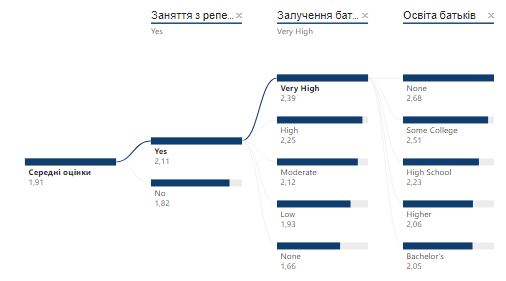 Заняття з репе...
Yes
Залучення бат...
Very High
Освіта батьків
Середні оцінки
1,91
Yes
2,11
No
1,82
Very High
2,39
High
2,25
Moderate
2,12
Low
1,93
None
1,66
None
2,68
Some College
2,51
High School
2,23
Higher
2,06
Bachelor's
2,05